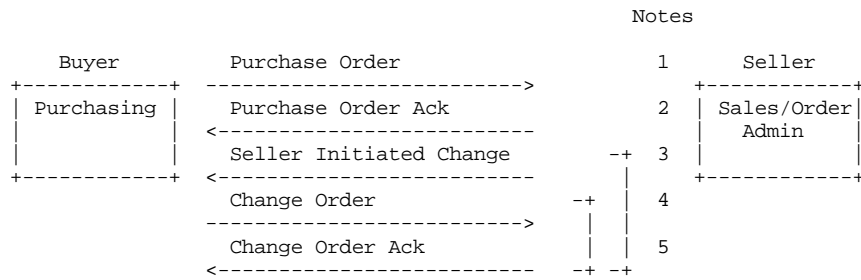 Notes
Buyer Purchase Order 1 Seller
+------------+ --------------------------> +------------+
| Purchasing | Purchase Order Ack 2 | Sales/Order|
| | <-------------------------- | Admin |
| | Seller Initiated Change -+ 3 | |
+------------+ <-------------------------- | +------------+
Change Order -+ | 4
--------------------------> | |
Change Order Ack | | 5
<-------------------------- -+ -+